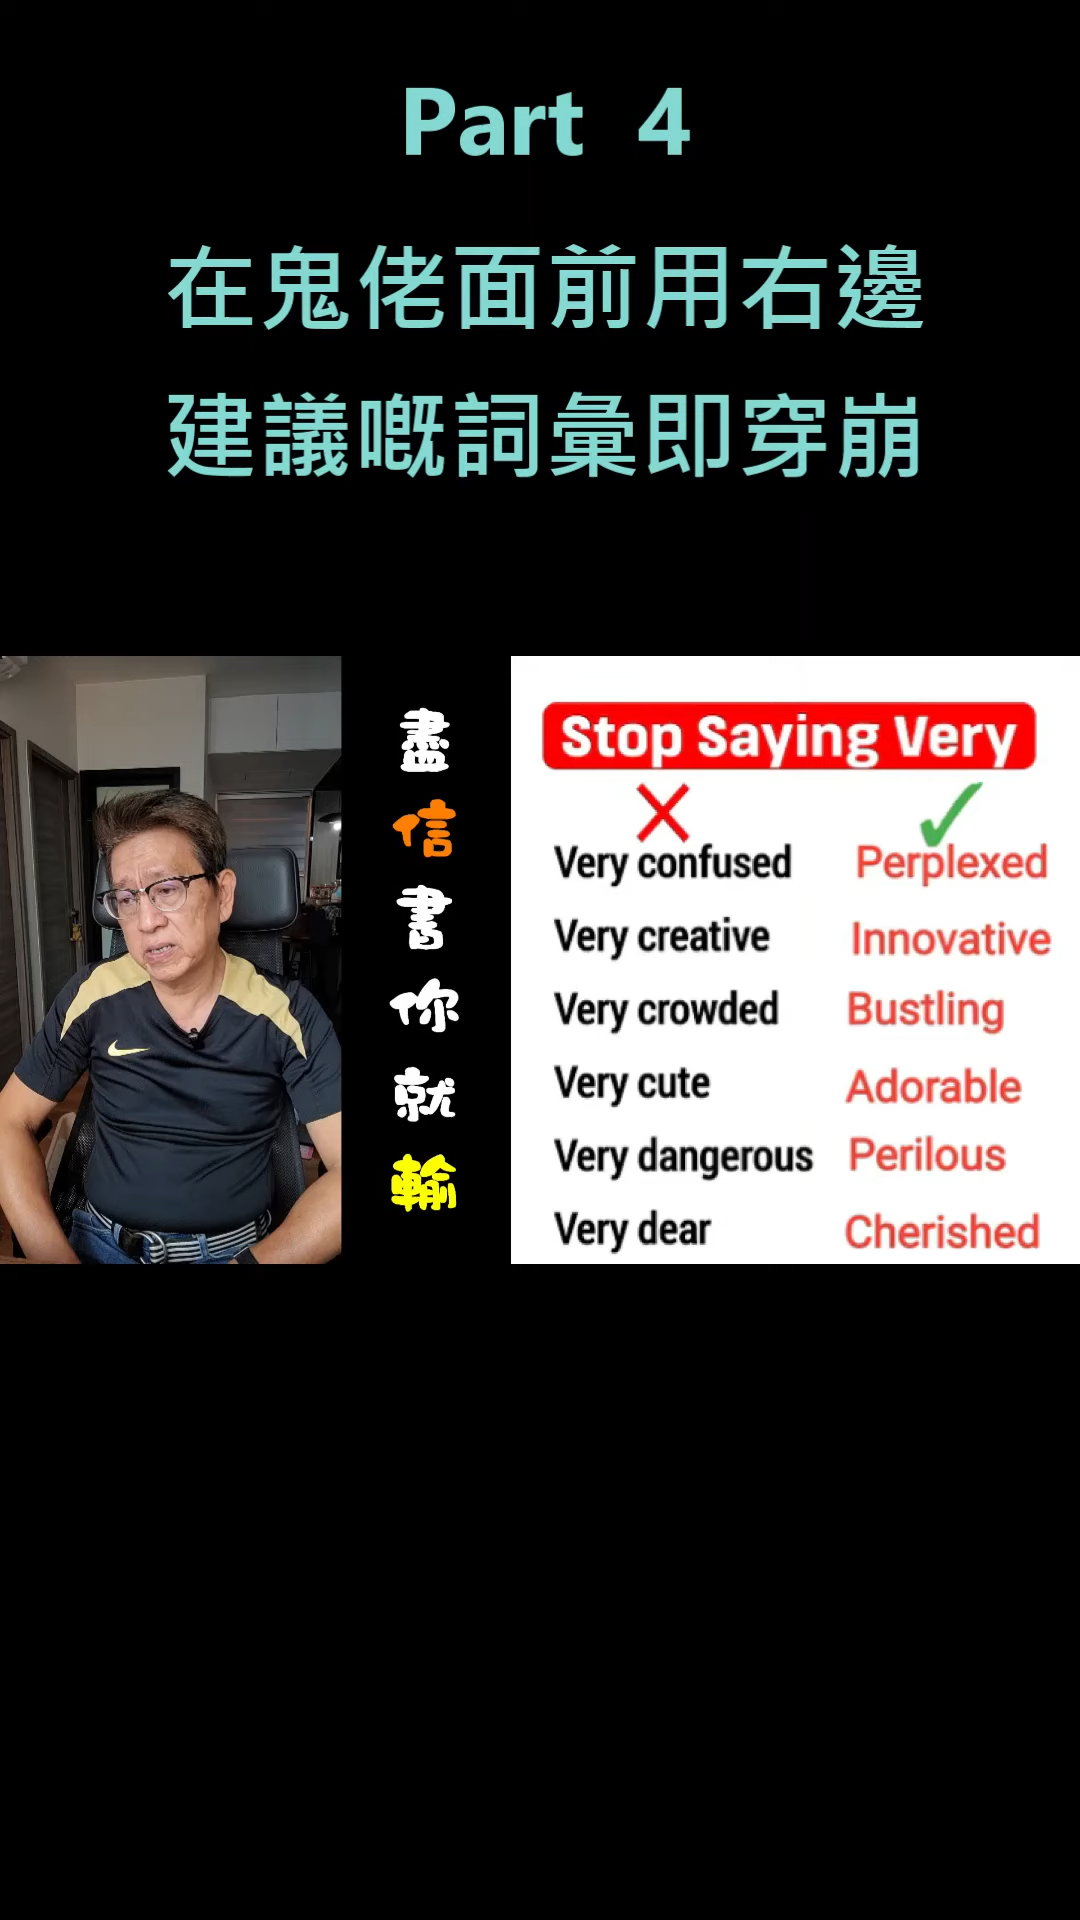 Part 4
在鬼佬面前用右邊
建議嘅詞彙即穿崩
盡信書你就輸
Stop Saying Very
Very confused Perplexed
Very creative Innovative
Very crowded Bustling
Very cute Adorable
Very dangerous Perilous
Very dear Cherished